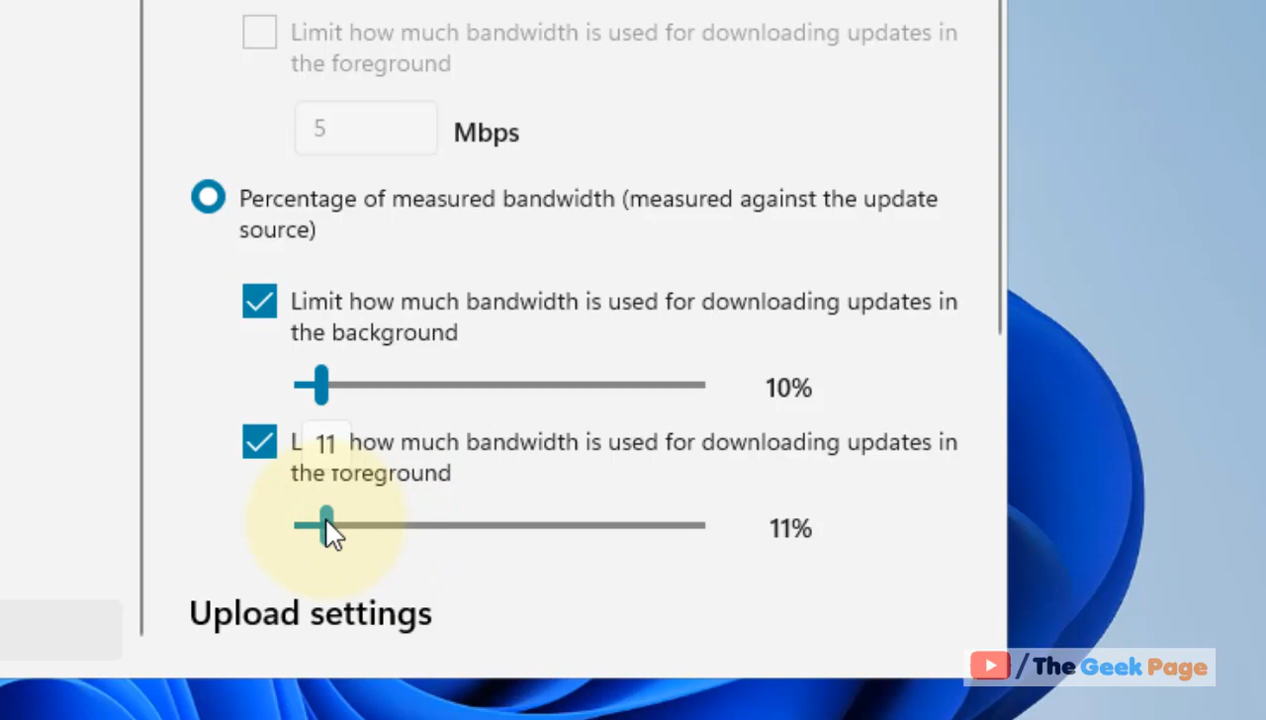 Limit how much bandwidth is used for downloading updates in
the foreground
5 Mbps
Percentage of measured bandwidth (measured against the update
source)
Limit how much bandwidth is used for downloading updates in
the background
10%
L 11 how much bandwidth is used for downloading updates in
the foreground
11%
Upload settings
/The Geek Page